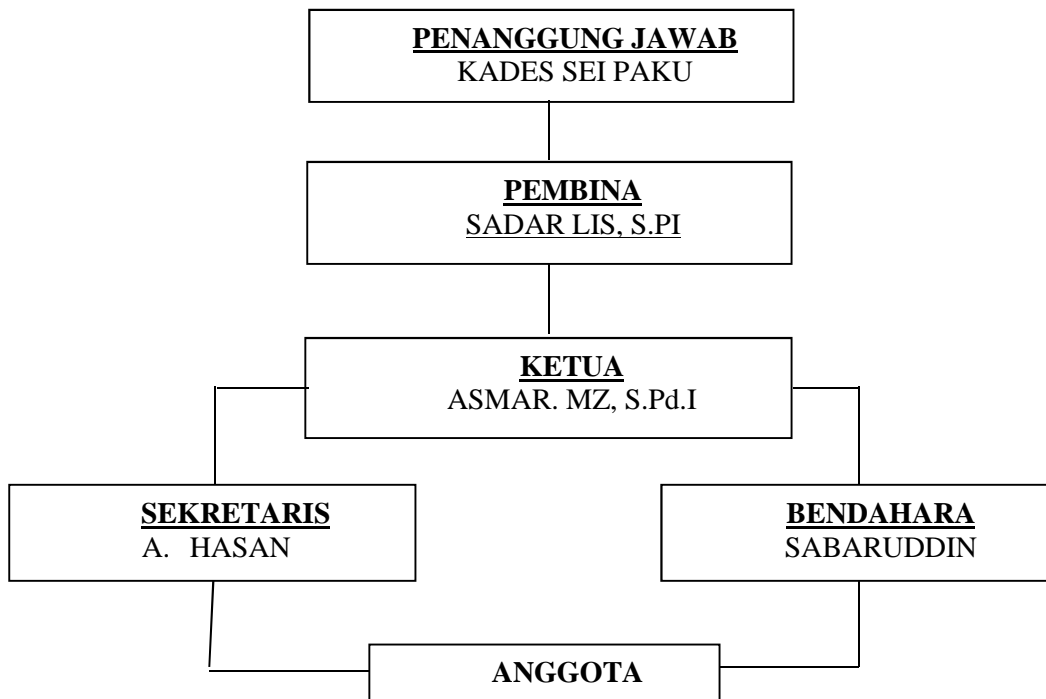 PENANGGUNG JAWAB
KADES SEI PAKU
PEMBINA
SADAR LIS, S.PI
KETUA
ASMAR. MZ, S.Pd.I
SEKRETARIS
A. HASAN
BENDAHARA
SABARUDDIN
ANGGOTA